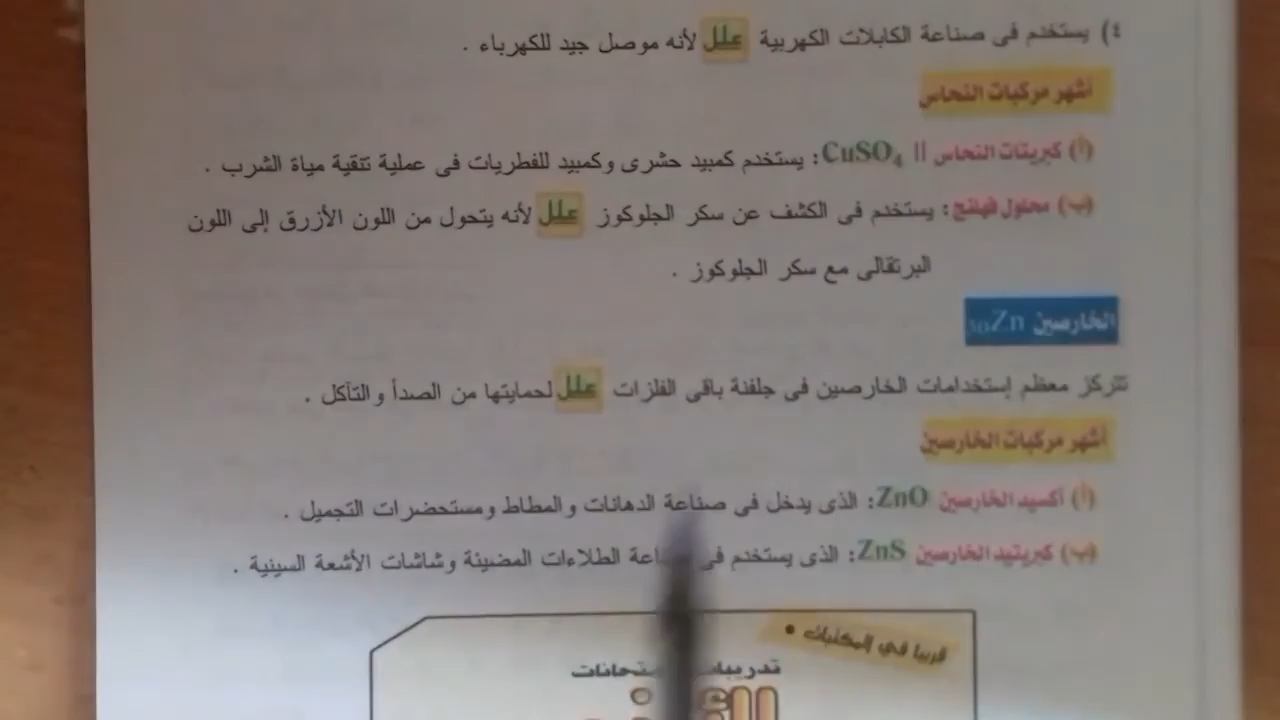 ٤) يستخدم فى صناعة الكابلات الكهربية علل لأنه موصل جيد للكهرباء .
أشهر مركبات النحاس
(أ) كبريتات النحاس II CuSO4 : يستخدم كمبيد حشرى وكمبيد للفطريات فى عملية تنقية مياة الشرب .
(ب) محلول فهلنج : يستخدم فى الكشف عن سكر الجلوكوز علل لأنه يتحول من اللون الأزرق إلى اللون
البرتقالى مع سكر الجلوكوز .
الخارصين 30Zn
تتركز معظم إستخدامات الخارصين فى جلفنة باقى الفلزات علل لحمايتها من الصدأ والتآكل .
أشهر مركبات الخارصين
(أ) أكسيد الخارصين ZnO : الذى يدخل فى صناعة الدهانات والمطاط ومستحضرات التجميل .
(ب) كبريتيد الخارصين ZnS : الذى يستخدم فى الطلاءات المضيئة وشاشات الأشعة السينية .
قريبا في المكتبات •